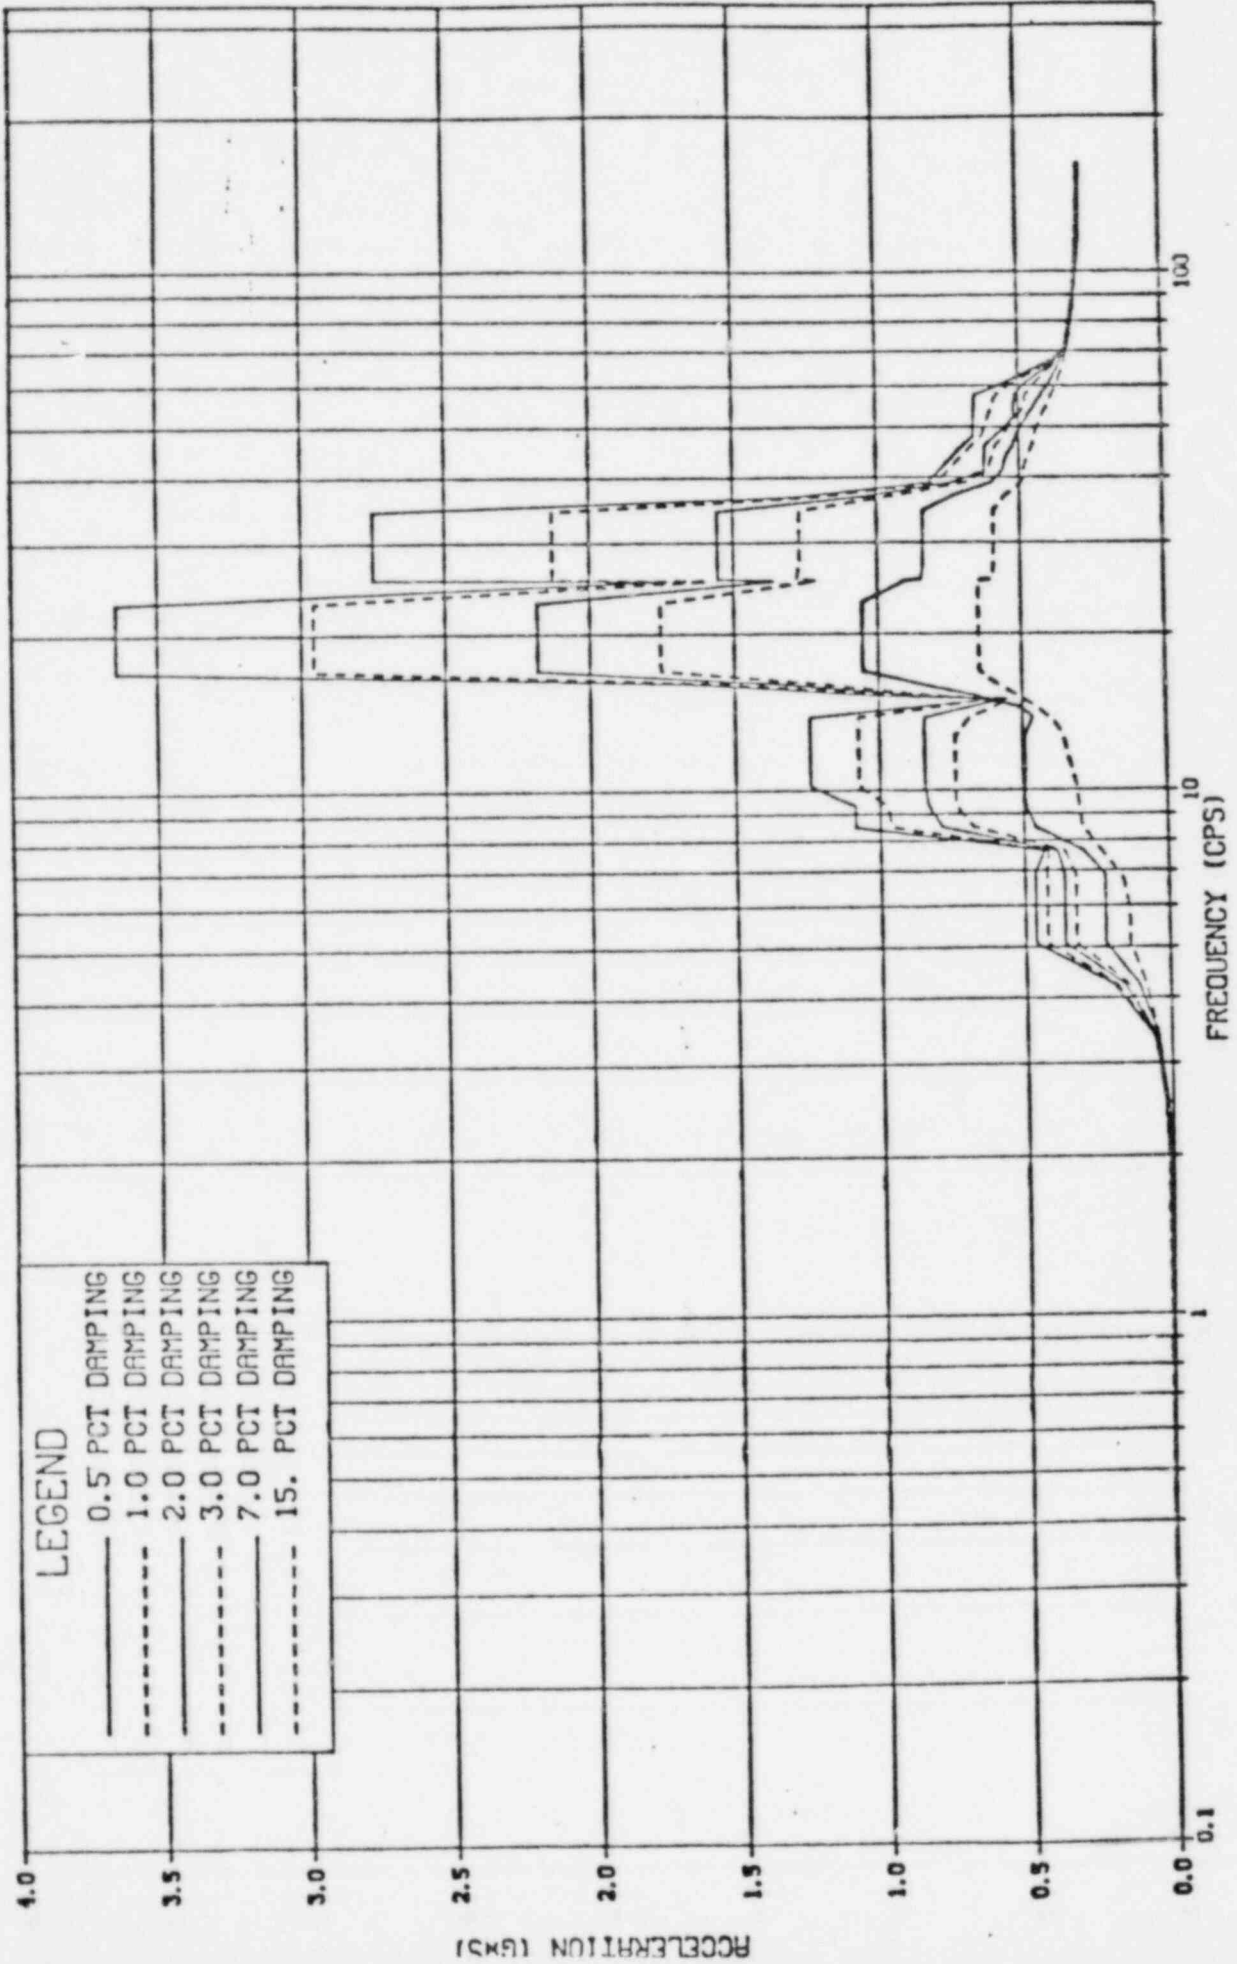 LEGEND
0.5 PCT DAMPING
1.0 PCT DAMPING
2.0 PCT DAMPING
3.0 PCT DAMPING
7.0 PCT DAMPING
15. PCT DAMPING
4.0
3.5
3.0
2.5
2.0
1.5
1.0
0.5
0.0
ACCELERATION (G*S)
0.1
1
10
100
FREQUENCY (CPS)